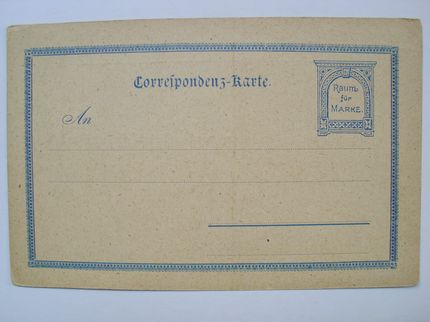 Correspondenz-Karte.
Raum
für
MARKE.
An